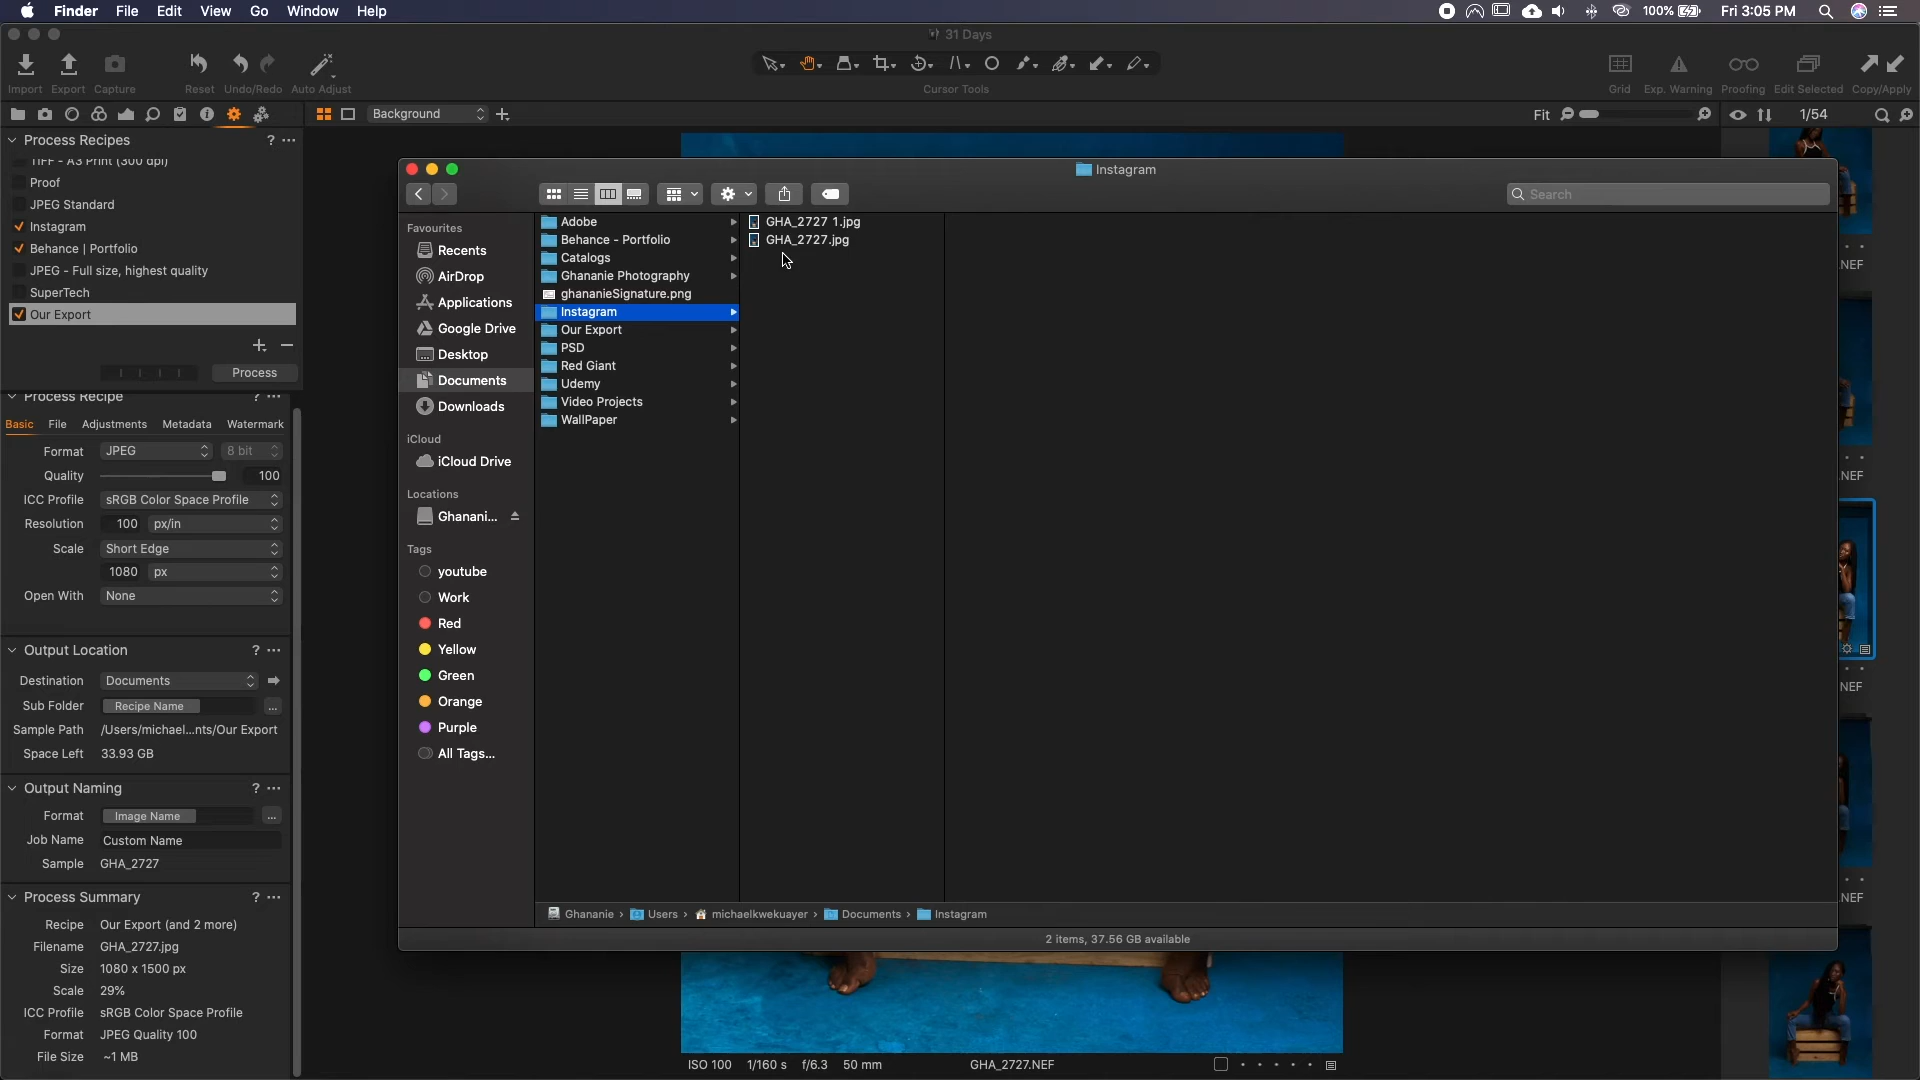 Finder File Edit View Go Window Help 100% Fri 3:05 PM
31 Days
Import Export Capture Reset Undo/Redo Auto Adjust Cursor Tools Grid Exp. Warning Proofing Edit Selected Copy/Apply
Background Fit 1/54
Process Recipes ? ...
TIFF - A3 Print (300 dpi)
Proof
JPEG Standard
Instagram
Behance | Portfolio
JPEG - Full size, highest quality
SuperTech
Our Export
Process
Process Recipe ? ...
Basic File Adjustments Metadata Watermark
Format JPEG 8 bit
Quality 100
ICC Profile sRGB Color Space Profile
Resolution 100 px/in
Scale Short Edge
1080 px
Open With None
Output Location ? ...
Destination Documents
Sub Folder Recipe Name ...
Sample Path /Users/michael...nts/Our Export
Space Left 33.93 GB
Output Naming ? ...
Format Image Name ...
Job Name Custom Name
Sample GHA_2727
Process Summary ? ...
Recipe Our Export (and 2 more)
Filename GHA_2727.jpg
Size 1080 x 1500 px
Scale 29%
ICC Profile sRGB Color Space Profile
Format JPEG Quality 100
File Size ~1 MB
Instagram
Search
Favourites
Recents
AirDrop
Applications
Google Drive
Desktop
Documents
Downloads
iCloud
iCloud Drive
Locations
Ghanani...
Tags
youtube
Work
Red
Yellow
Green
Orange
Purple
All Tags...
Adobe
Behance - Portfolio
Catalogs
Ghananie Photography
ghananieSignature.png
Instagram
Our Export
PSD
Red Giant
Udemy
Video Projects
WallPaper
GHA_2727 1.jpg
GHA_2727.jpg
Ghananie › Users › michaelkwekuayer › Documents › Instagram
2 items, 37.56 GB available
ISO 100 1/160 s f/6.3 50 mm GHA_2727.NEF
.NEF
.NEF
NEF
.NEF